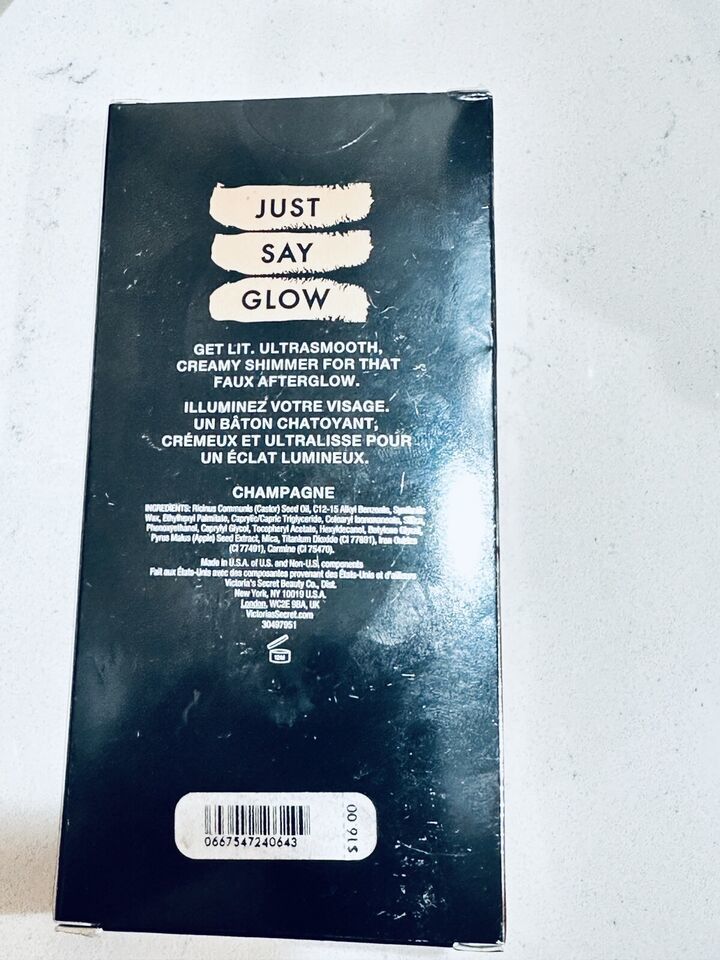 JUST
SAY
GLOW
GET LIT. ULTRASMOOTH,
CREAMY SHIMMER FOR THAT
FAUX AFTERGLOW.
ILLUMINEZ VOTRE VISAGE.
UN BÂTON CHATOYANT,
CRÉMEUX ET ULTRALISSE POUR
UN ÉCLAT LUMINEUX.
CHAMPAGNE
INGREDIENTS: Ricinus Communis (Castor) Seed Oil, C12-15 Alkyl Benzoate,
Wax, Ethylhexyl Palmitate, Caprylic/Capric Triglyceride,
Phenoxyethanol, Caprylyl Glycol, Tocopheryl Acetate, Hexyldecanol, Butylene Glycol,
Pyrus Malus (Apple) Seed Extract, Mica, Titanium Dioxide (CI 77891), Iron Oxides
(CI 77491), Carmine (CI 75470).
Made in U.S.A. of U.S. and Non-U.S. components
Fait aux États-Unis avec des composantes provenant des États-Unis et d'ailleurs
Victoria's Secret Beauty Co., Dist.
New York, NY 10019 U.S.A.
London, WC2E 9BA, UK
VictoriasSecret.com
30497951
12M
0667547240643
$16.00